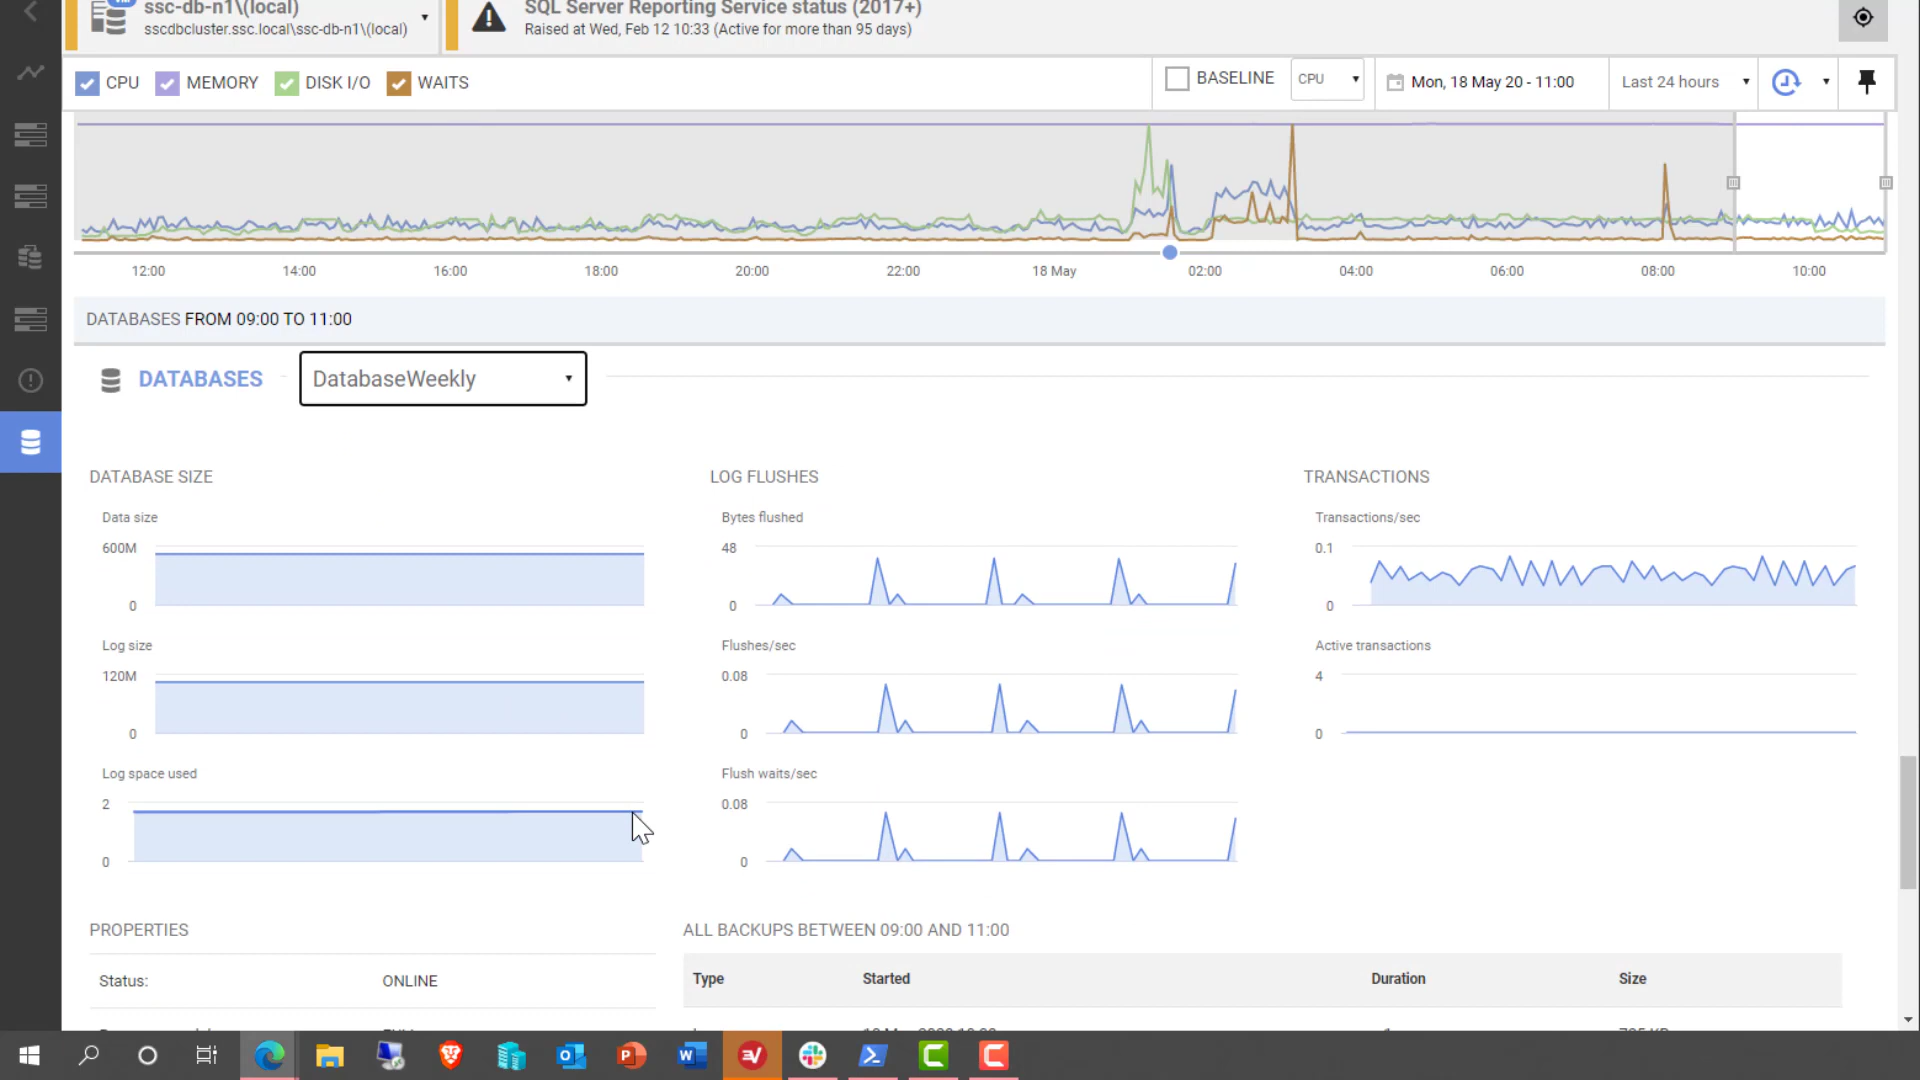 ssc-db-n1\(local)
sscdbcluster.ssc.local\ssc-db-n1\(local)
SQL Server Reporting Service status (2017+)
Raised at Wed, Feb 12 10:33 (Active for more than 95 days)
CPU MEMORY DISK I/O WAITS
BASELINE CPU Mon, 18 May 20 - 11:00 Last 24 hours
12:00 14:00 16:00 18:00 20:00 22:00 18 May 02:00 04:00 06:00 08:00 10:00
DATABASES FROM 09:00 TO 11:00
DATABASES DatabaseWeekly
DATABASE SIZE
Data size
600M
0
Log size
120M
0
Log space used
2
0
LOG FLUSHES
Bytes flushed
48
0
Flushes/sec
0.08
0
Flush waits/sec
0.08
0
TRANSACTIONS
Transactions/sec
0.1
0
Active transactions
4
0
PROPERTIES
Status: ONLINE
ALL BACKUPS BETWEEN 09:00 AND 11:00
Type Started Duration Size